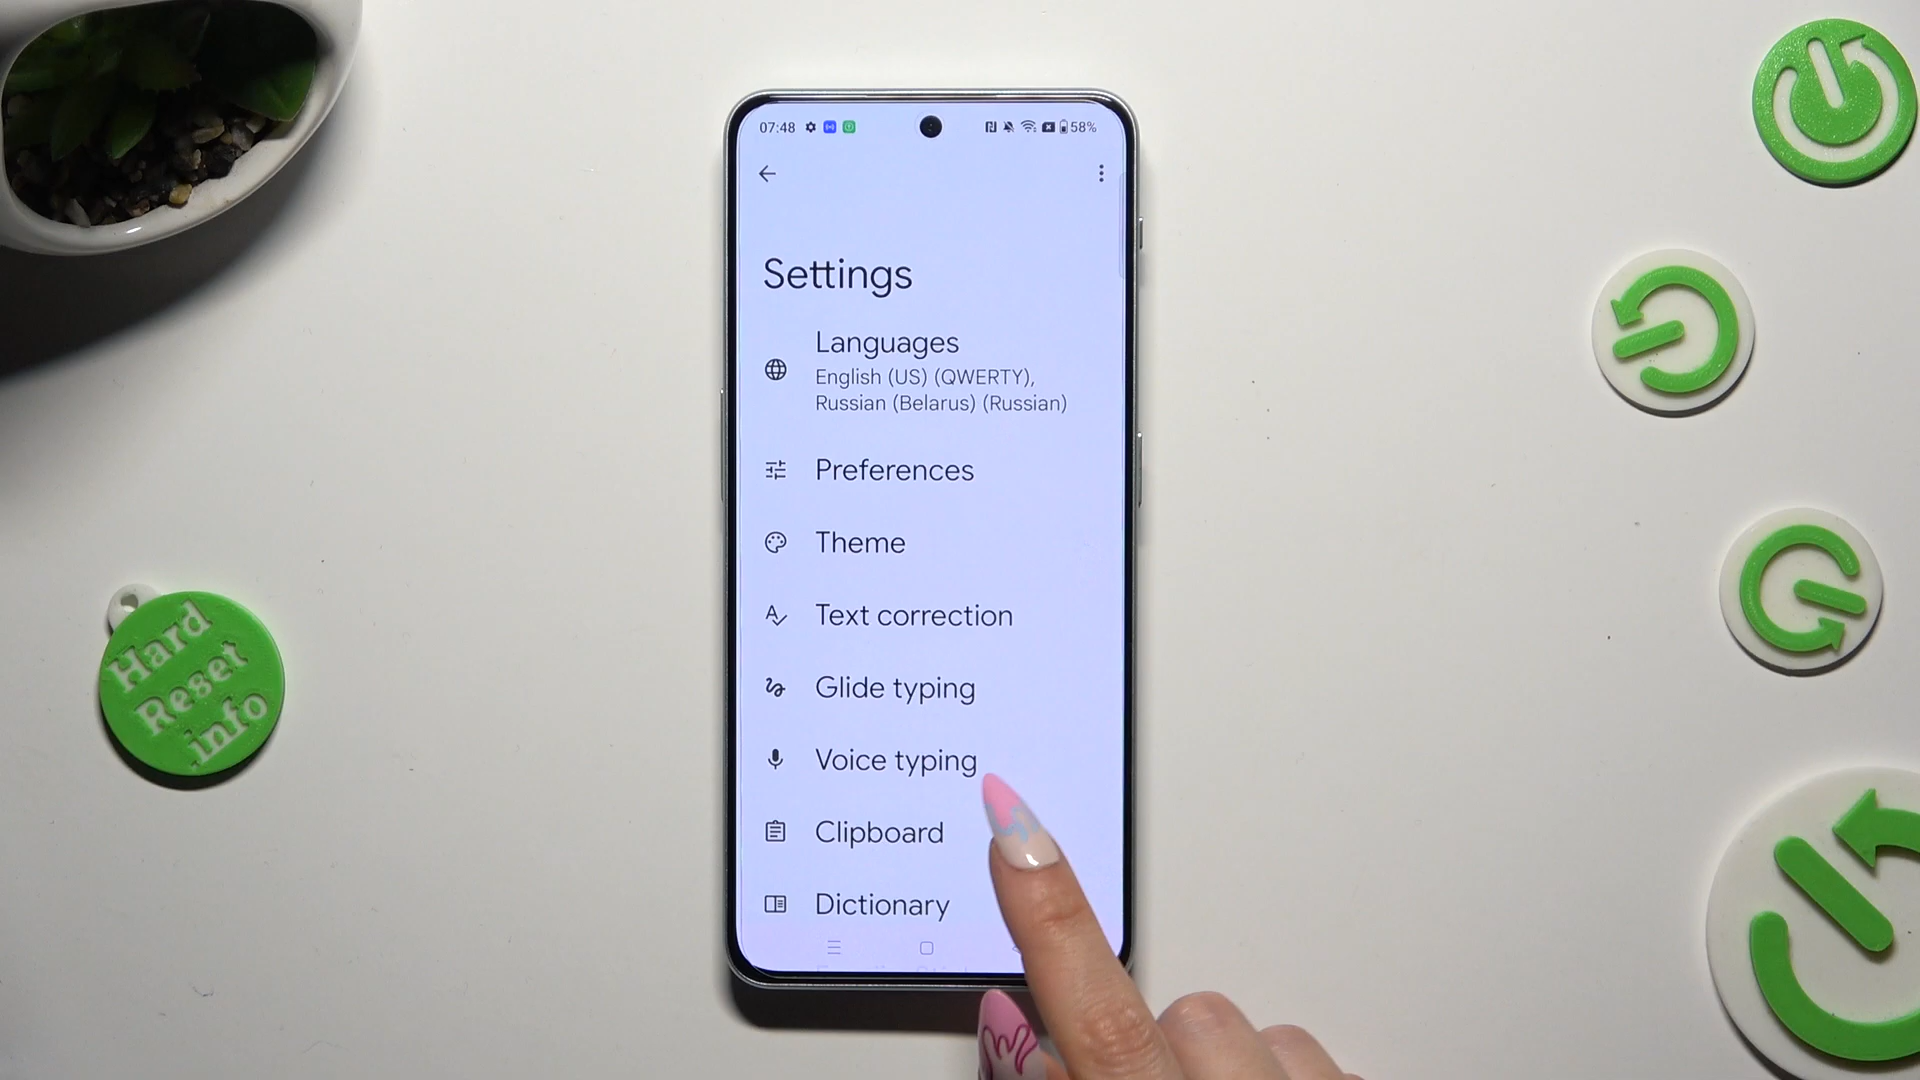 07:48
58%
Settings
Languages
English (US) (QWERTY),
Russian (Belarus) (Russian)
Preferences
Theme
Text correction
Glide typing
Voice typing
Clipboard
Dictionary
Hard
Reset
.info